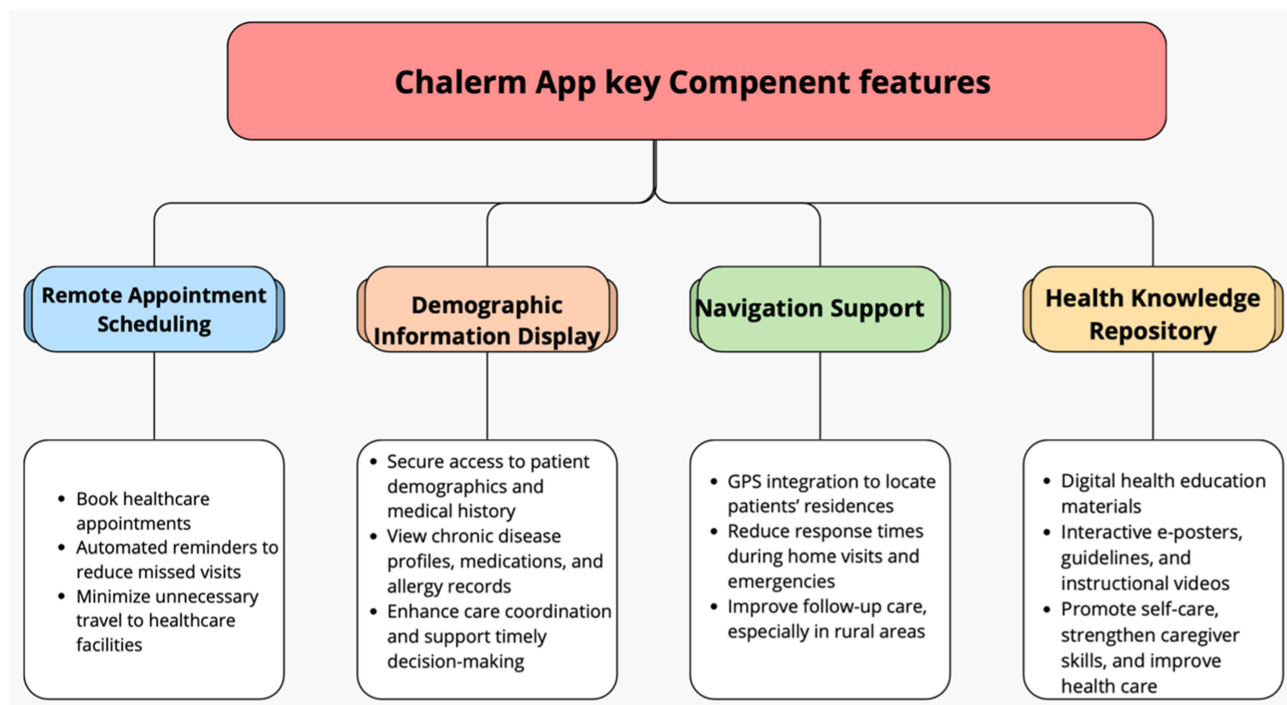 Chalerm App key Compenent features
Remote Appointment
Scheduling
Demographic
Information Display
Navigation Support
Health Knowledge
Repository
• Book healthcare
appointments
• Automated reminders to
reduce missed visits
• Minimize unnecessary
travel to healthcare
facilities
• Secure access to patient
demographics and
medical history
• View chronic disease
profiles, medications, and
allergy records
• Enhance care coordination
and support timely
decision-making
• GPS integration to locate
patients’ residences
• Reduce response times
during home visits and
emergencies
• Improve follow-up care,
especially in rural areas
• Digital health education
materials
• Interactive e-posters,
guidelines, and
instructional videos
• Promote self-care,
strengthen caregiver
skills, and improve
health care